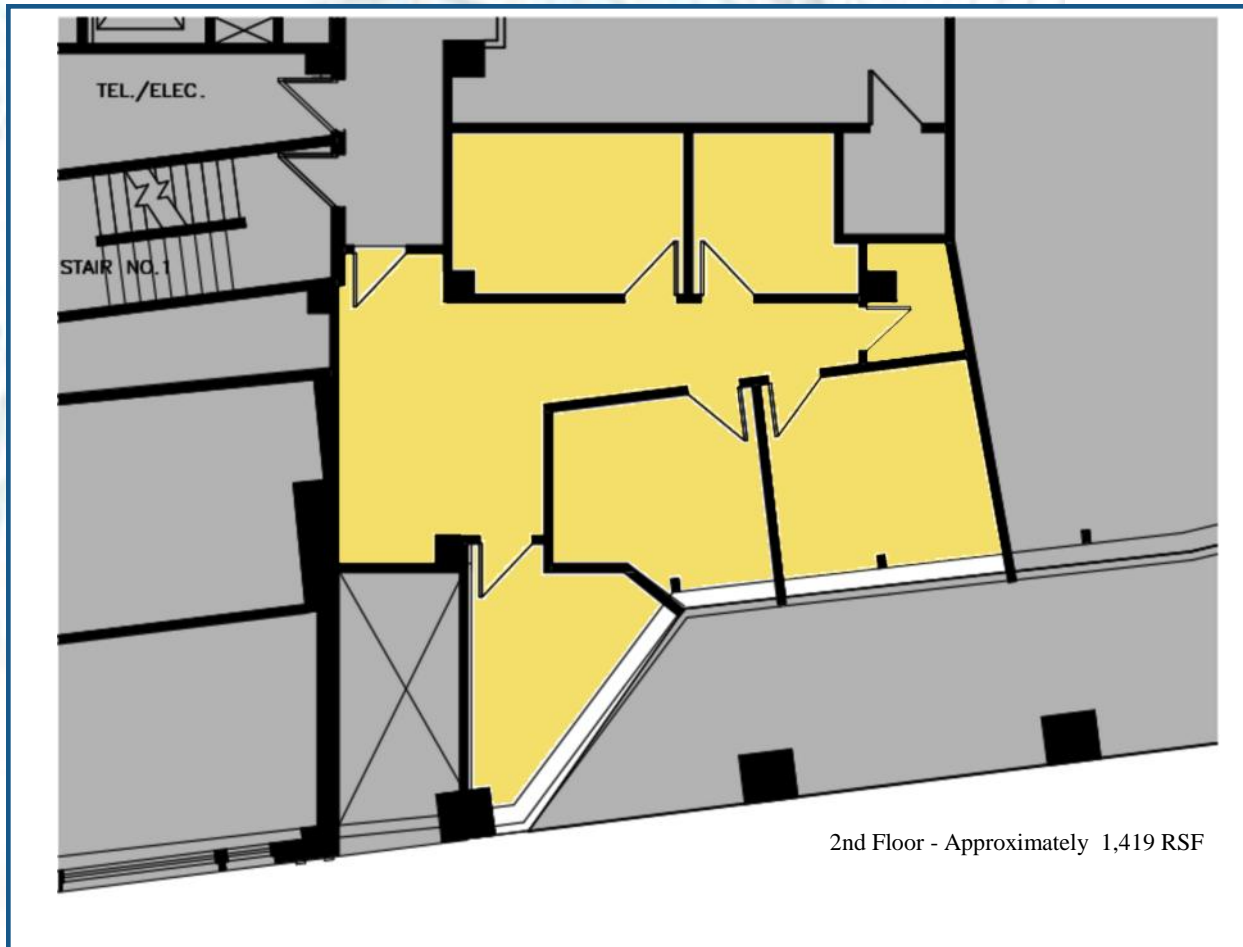 TEL./ELEC.
STAIR NO.1
2nd Floor - Approximately 1,419 RSF